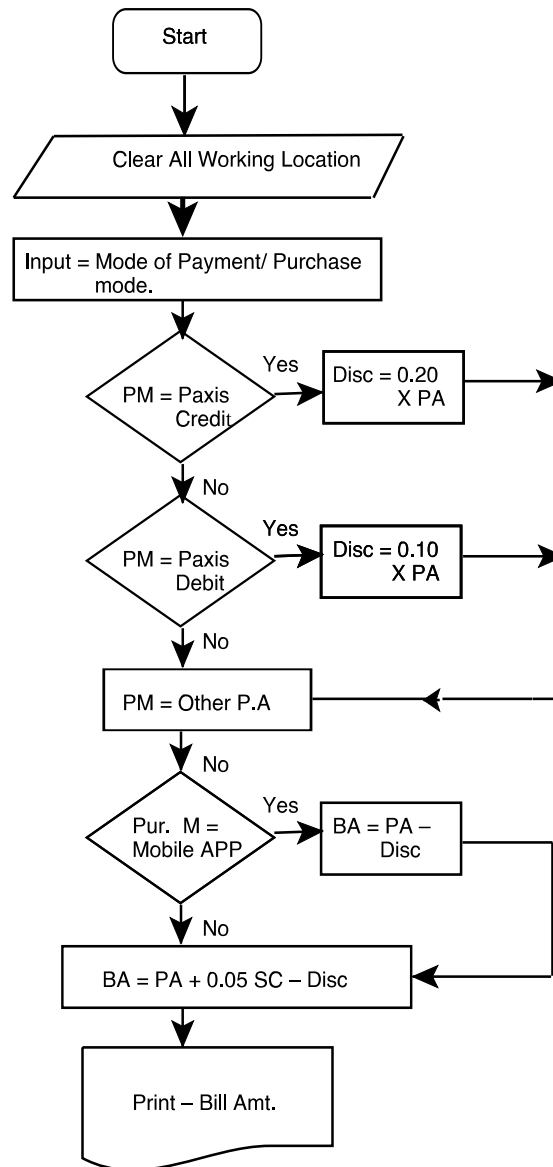 Start
Clear All Working Location
Input = Mode of Payment/ Purchase
mode.
PM = Paxis
Credit
Yes
Disc = 0.20
X PA
No
PM = Paxis
Debit
Yes
Disc = 0.10
X PA
No
PM = Other P.A
No
Pur. M =
Mobile APP
Yes
BA = PA –
Disc
No
BA = PA + 0.05 SC – Disc
Print – Bill Amt.